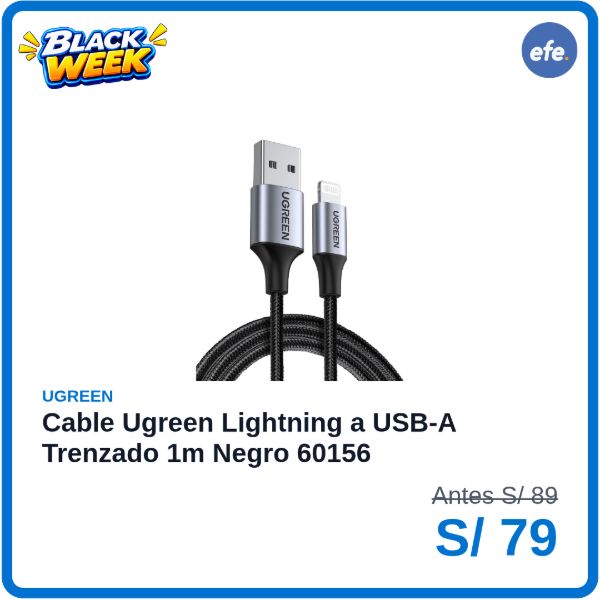 BLACK
WEEK
efe.
UGREEN
UGREEN
UGREEN
Cable Ugreen Lightning a USB-A
Trenzado 1m Negro 60156
Antes S/ 89
S/ 79